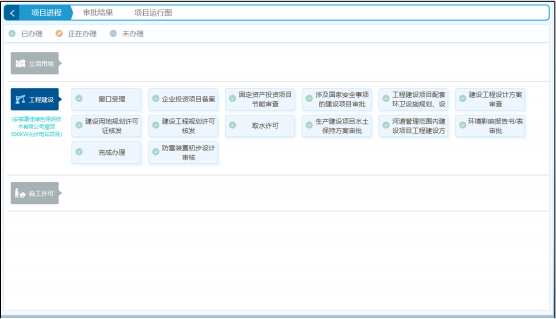 项目进程
审批结果
项目运行图
已办理
正在办理
未办理
立项用地
工程建设
窗口受理
企业投资项目备案
固定资产投资项目
节能审查
涉及国家安全事项
的建设项目审批
工程建设项目配套
环卫设施规划、设
建设工程设计方案
审查
建设用地规划许可
证核发
建设工程规划许可
核发
取水许可
生产建设项目水土
保持方案审批
河道管理范围内建
设项目工程建设方
环境影响报告书/表
审批
完成办理
防雷装置初步设计
审核
施工许可